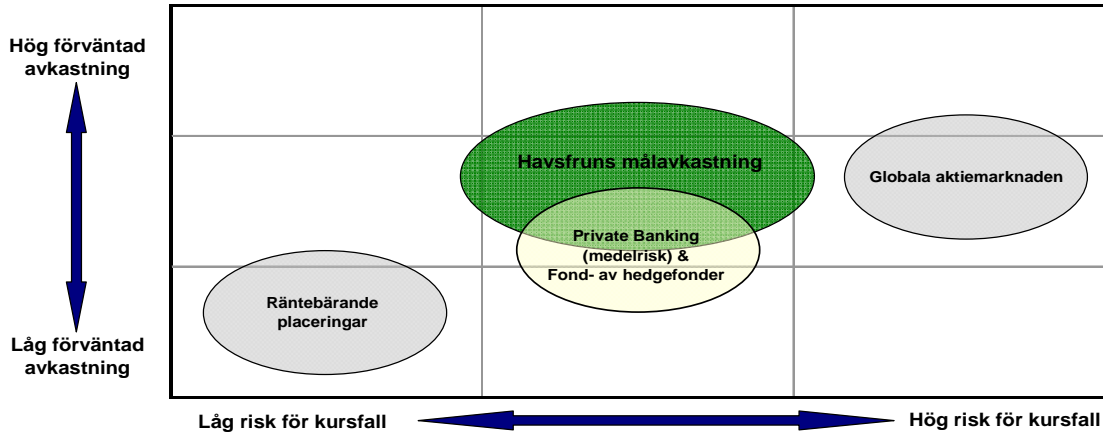 Hög förväntad
avkastning
Havsfruns målavkastning
Globala aktiemarknaden
Private Banking
(medelrisk) &
Fond- av hedgefonder
Räntebärande
placeringar
Låg förväntad
avkastning
Låg risk för kursfall
Hög risk för kursfall